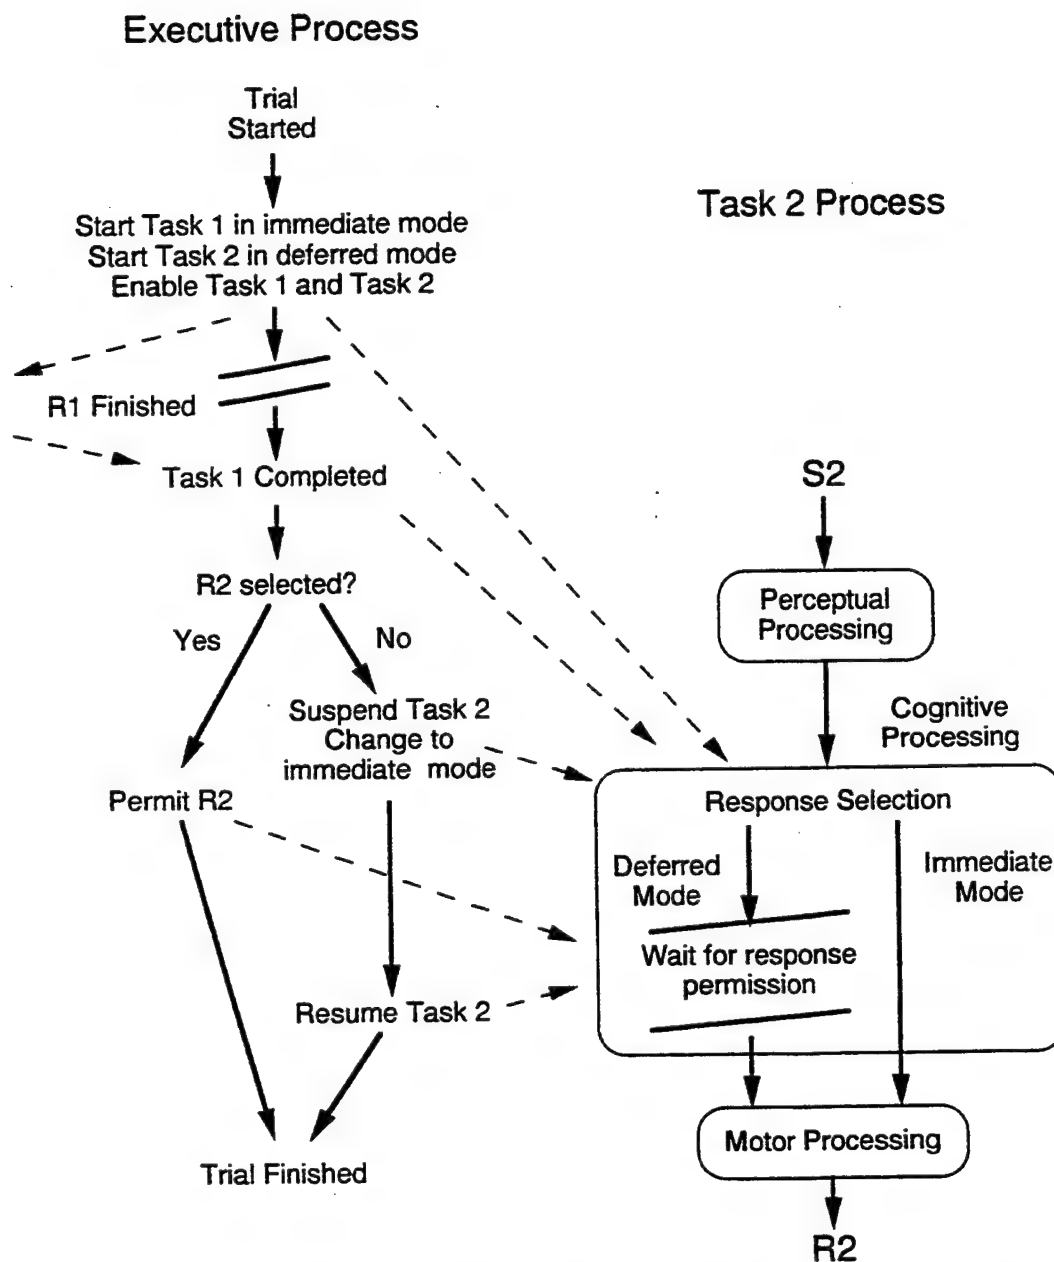 Executive Process
Trial
Started
Start Task 1 in immediate mode
Start Task 2 in deferred mode
Enable Task 1 and Task 2
R1 Finished
Task 1 Completed
R2 selected?
Yes
No
Suspend Task 2
Change to
immediate mode
Permit R2
Resume Task 2
Trial Finished
Task 2 Process
S2
Perceptual
Processing
Cognitive
Processing
Response Selection
Deferred
Mode
Immediate
Mode
Wait for response
permission
Motor Processing
R2